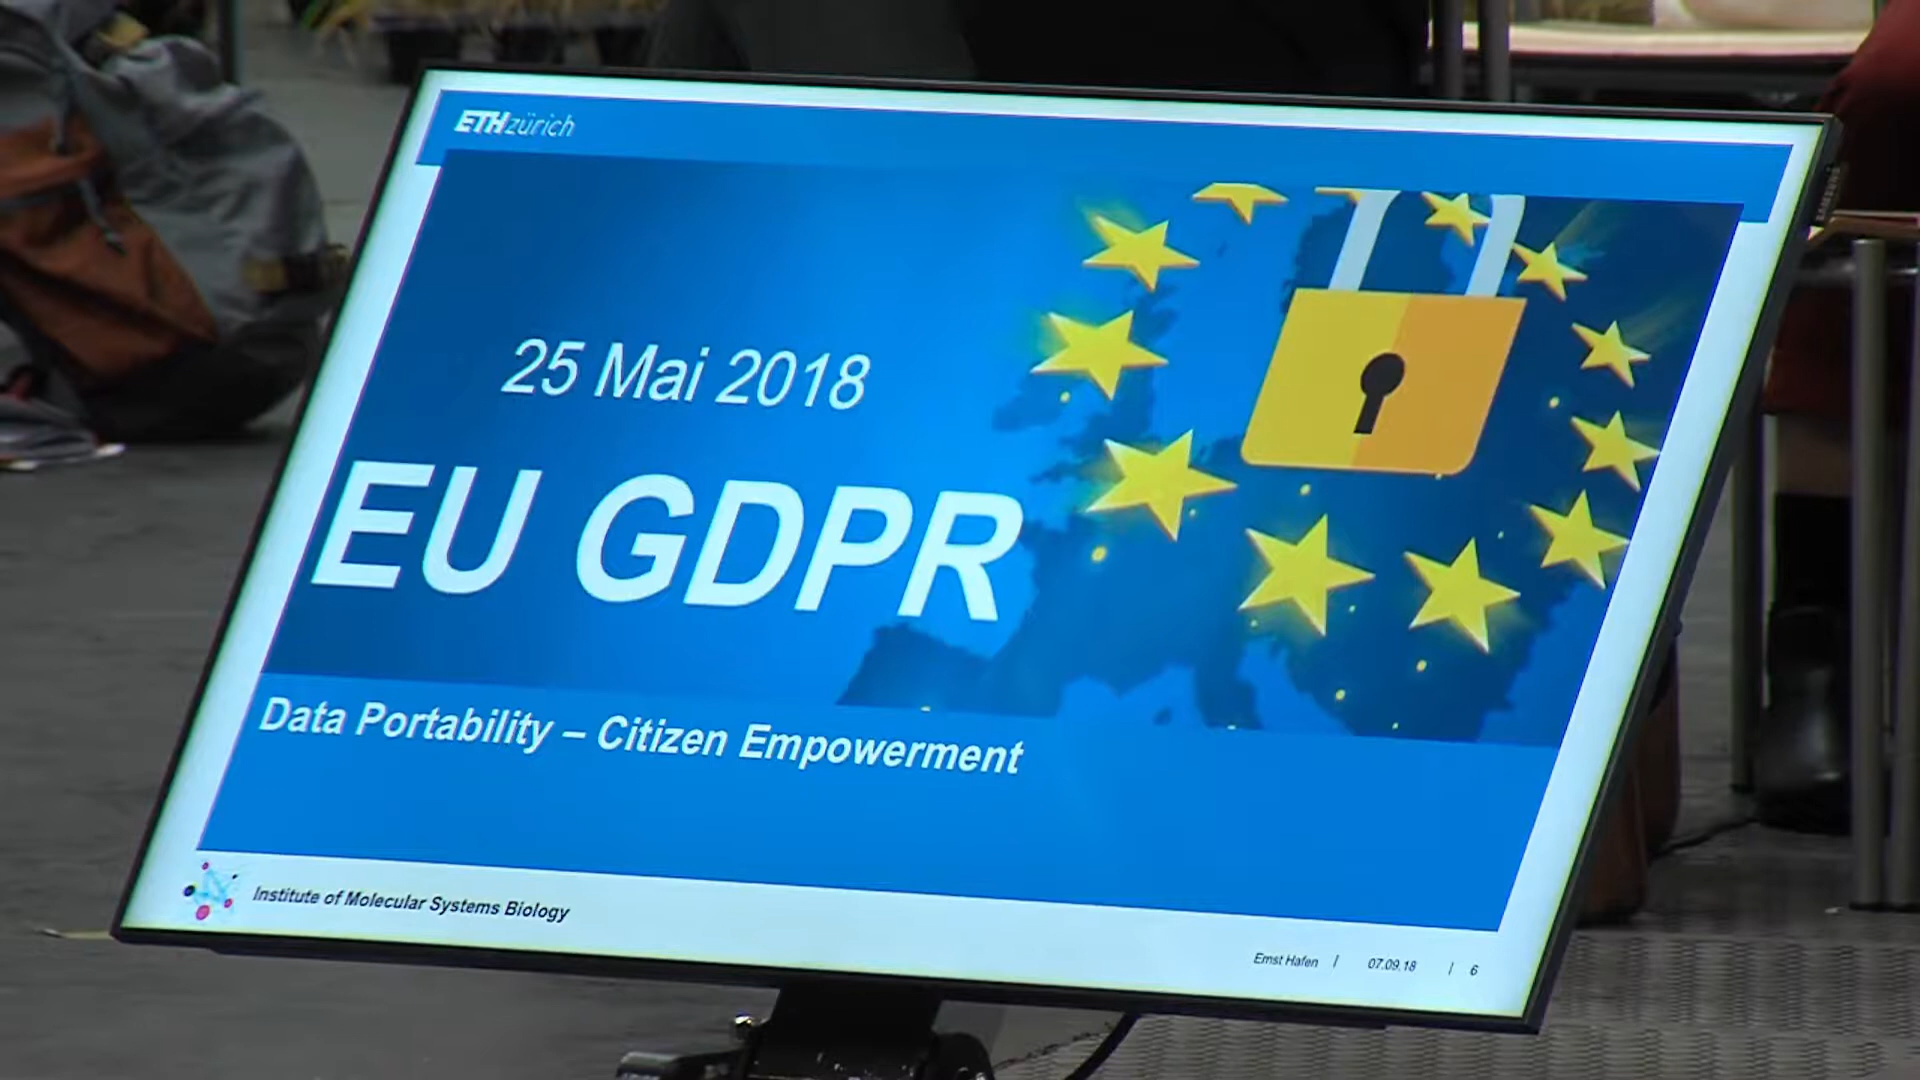 ETHzürich
25 Mai 2018
EU GDPR
Data Portability – Citizen Empowerment
Institute of Molecular Systems Biology
Ernst Hafen | 07.09.18 | 6
SAMSUNG